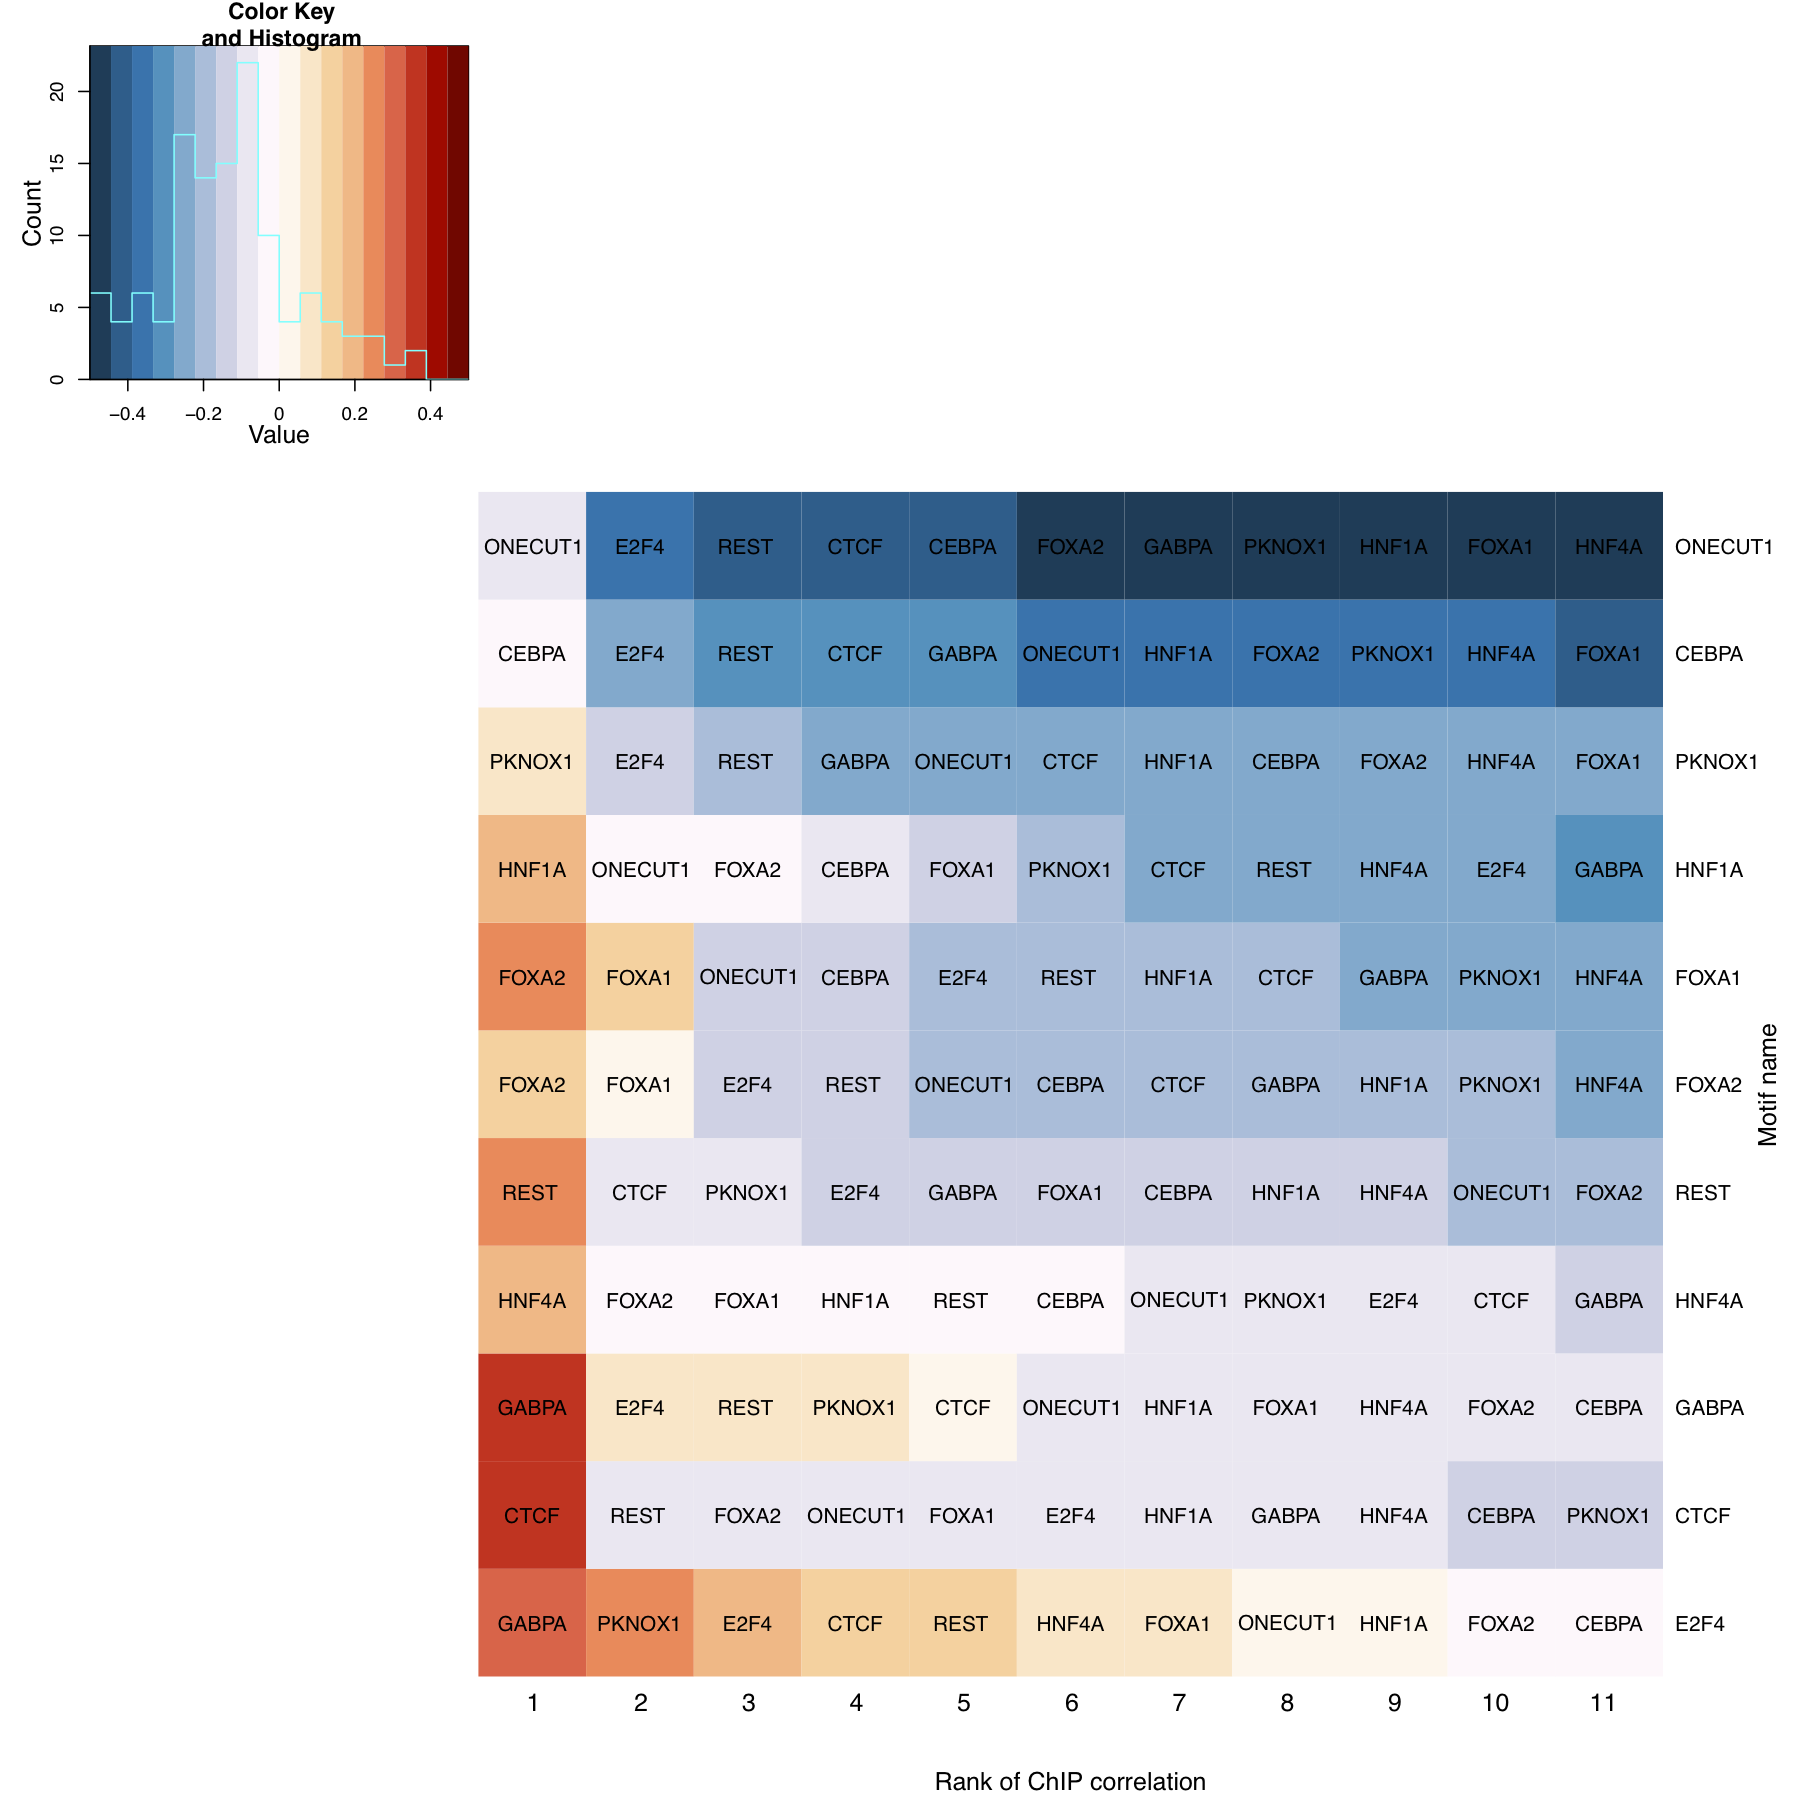 Color Key
and Histogram
Count
0 5 10 15 20
−0.4 −0.2 0 0.2 0.4
Value
ONECUT1 E2F4 REST CTCF CEBPA FOXA2 GABPA PKNOX1 HNF1A FOXA1 HNF4A ONECUT1
CEBPA E2F4 REST CTCF GABPA ONECUT1 HNF1A FOXA2 PKNOX1 HNF4A FOXA1 CEBPA
PKNOX1 E2F4 REST GABPA ONECUT1 CTCF HNF1A CEBPA FOXA2 HNF4A FOXA1 PKNOX1
HNF1A ONECUT1 FOXA2 CEBPA FOXA1 PKNOX1 CTCF REST HNF4A E2F4 GABPA HNF1A
FOXA2 FOXA1 ONECUT1 CEBPA E2F4 REST HNF1A CTCF GABPA PKNOX1 HNF4A FOXA1
FOXA2 FOXA1 E2F4 REST ONECUT1 CEBPA CTCF GABPA HNF1A PKNOX1 HNF4A FOXA2
REST CTCF PKNOX1 E2F4 GABPA FOXA1 CEBPA HNF1A HNF4A ONECUT1 FOXA2 REST
HNF4A FOXA2 FOXA1 HNF1A REST CEBPA ONECUT1 PKNOX1 E2F4 CTCF GABPA HNF4A
GABPA E2F4 REST PKNOX1 CTCF ONECUT1 HNF1A FOXA1 HNF4A FOXA2 CEBPA GABPA
CTCF REST FOXA2 ONECUT1 FOXA1 E2F4 HNF1A GABPA HNF4A CEBPA PKNOX1 CTCF
GABPA PKNOX1 E2F4 CTCF REST HNF4A FOXA1 ONECUT1 HNF1A FOXA2 CEBPA E2F4
Motif name
1 2 3 4 5 6 7 8 9 10 11
Rank of ChIP correlation